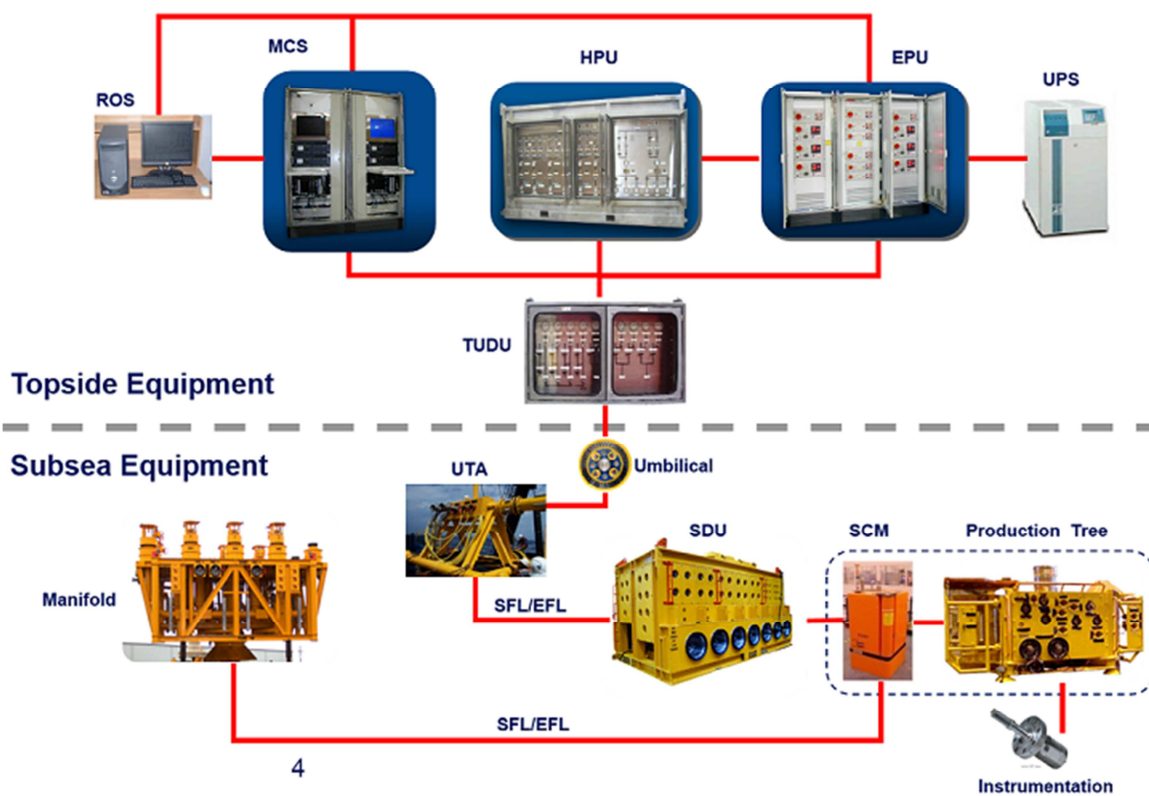 MCS
HPU
EPU
UPS
ROS
TUDU
Topside Equipment
Subsea Equipment
Umbilical
UTA
SDU
SCM
Production Tree
Manifold
SFL/EFL
SFL/EFL
4
Instrumentation